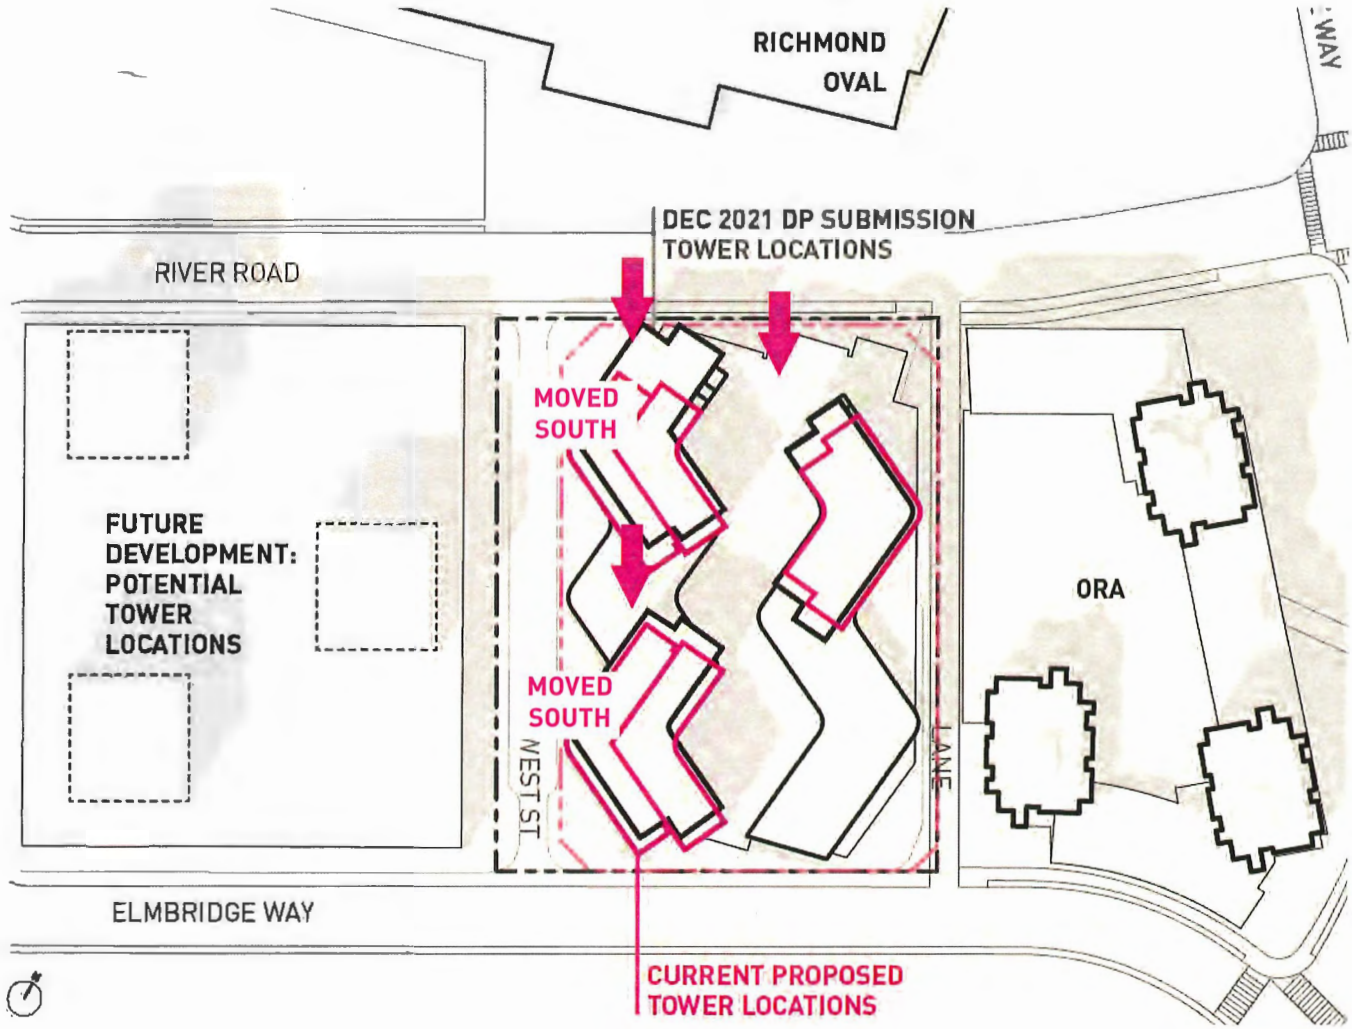 RICHMOND
OVAL
WAY
DEC 2021 DP SUBMISSION
TOWER LOCATIONS
RIVER ROAD
MOVED
SOUTH
FUTURE
DEVELOPMENT:
POTENTIAL
TOWER
LOCATIONS
ORA
MOVED
SOUTH
WEST ST.
LANE
ELMBRIDGE WAY
CURRENT PROPOSED
TOWER LOCATIONS